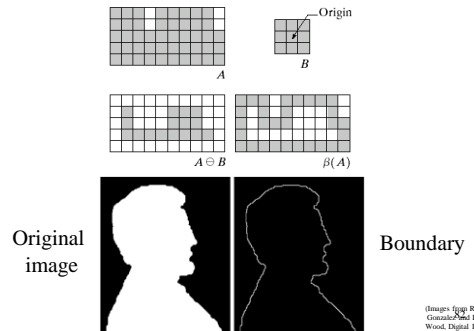 Origin
A
B
A ⊖ B
β(A)
Original
image
Boundary
(Images from R
Gonzalez and
Wood, Digital